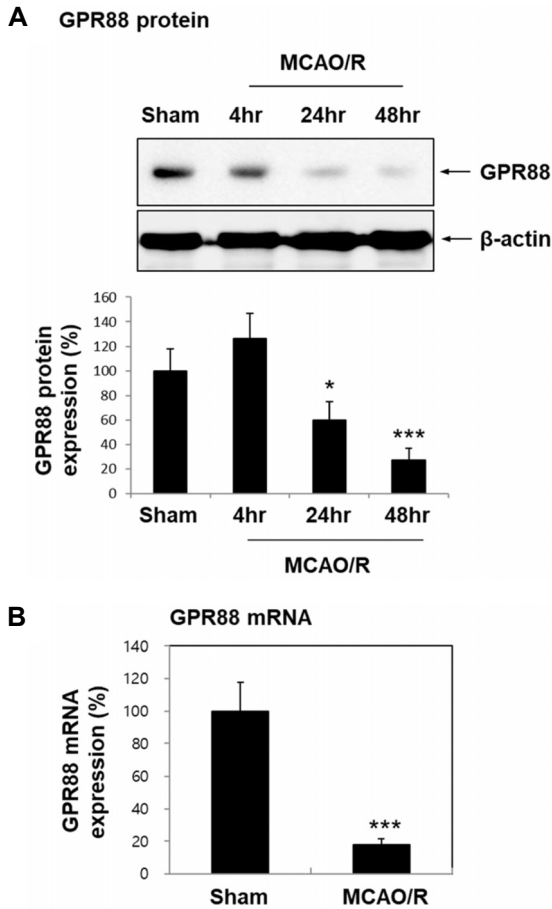 A GPR88 protein
MCAO/R
Sham 4hr 24hr 48hr
GPR88
β-actin
GPR88 protein
expression (%)
160
140
120
100
80
60
40
20
0
*
***
Sham 4hr 24hr 48hr
MCAO/R
B GPR88 mRNA
GPR88 mRNA
expression (%)
140
120
100
80
60
40
20
0
***
Sham MCAO/R